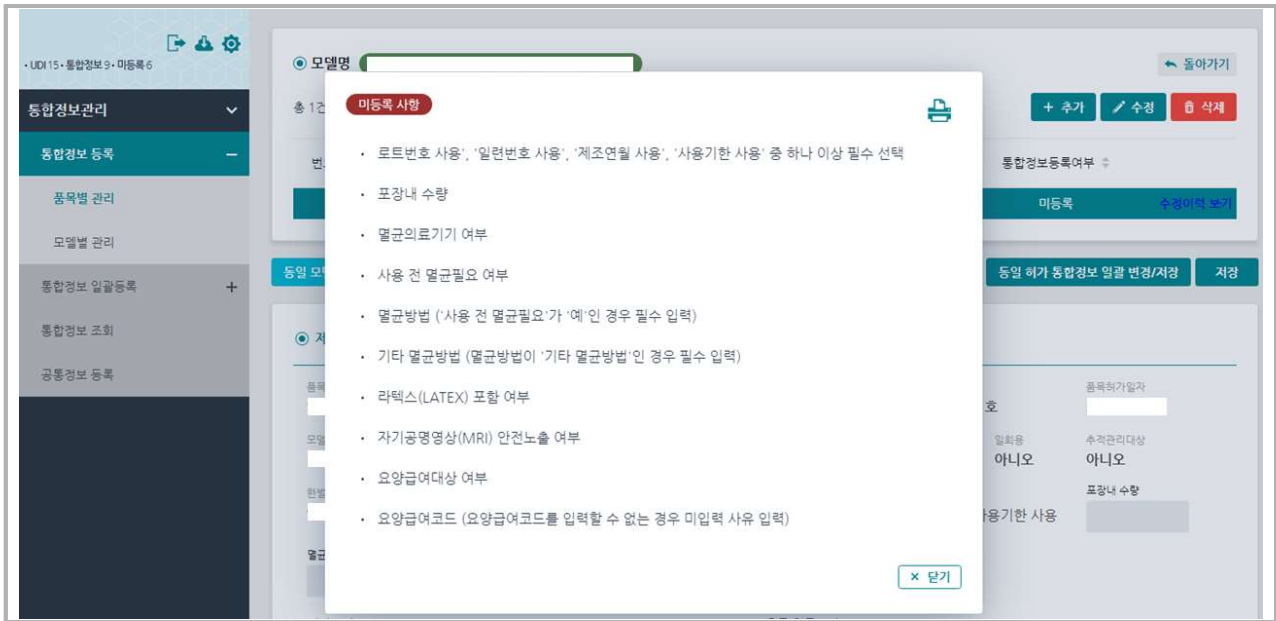 • UDI 15 • 통합정보 9 • 미등록 6
통합정보관리
통합정보 등록
품목별 관리
모델별 관리
통합정보 일괄등록
통합정보 조회
공통정보 등록
모델명
돌아가기
총 1건
+ 추가
수정
삭제
통합정보등록여부
미등록
수정이력 보기
동일 허가 통합정보 일괄 변경/저장
저장
미등록 사항
• 로트번호 사용', '일련번호 사용', '제조연월 사용', '사용기한 사용' 중 하나 이상 필수 선택
• 포장내 수량
• 멸균의료기기 여부
• 사용 전 멸균필요 여부
• 멸균방법 ('사용 전 멸균필요'가 '예'인 경우 필수 입력)
• 기타 멸균방법 (멸균방법이 '기타 멸균방법'인 경우 필수 입력)
• 라텍스(LATEX) 포함 여부
• 자기공명영상(MRI) 안전노출 여부
• 요양급여대상 여부
• 요양급여코드 (요양급여코드를 입력할 수 없는 경우 미입력 사유 입력)
× 닫기
동일
품목허가일자
호
일회용
추적관리대상
아니오
아니오
포장내 수량
사용기한 사용